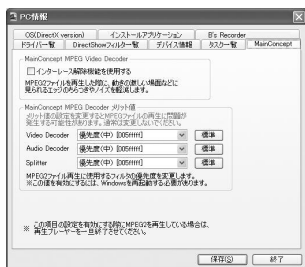 PC情報
OS(DirectX version)
インストールアプリケーション
B's Recorder
ドライバー一覧
DirectShowフィルター一覧
デバイス情報
タスク一覧
MainConcept
MainConcept MPEG Video Decoder
インターレース解除機能を使用する
MPEG2ファイルを再生した際に、動きの激しい場面などに
見られるエッジのちらつきやノイズを軽減します。
MainConcept MPEG Decoder メリット値
メリット値の設定を変更するとMPEGファイルの再生に問題が
発生する可能性があります。通常は変更しないでください。
Video Decoder
優先度(中) [005fffff]
標準
Audio Decoder
優先度(中) [005fffff]
標準
Splitter
優先度(中) [005fffff]
標準
MPEG2ファイル再生に使用するフィルタの優先度を変更します。
※この値を有効にするには、Windowsを再起動する必要があります。
※ この項目の設定を有効にする際にMPEG2を再生している場合は、
再生プレーヤーを一旦終了させてください。
保存(S)
終了